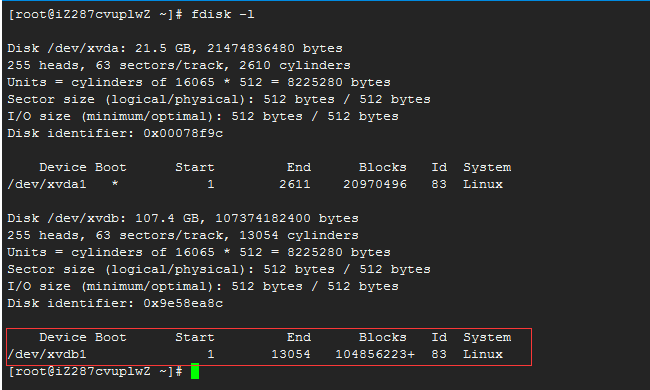 [root@iZ287cvuplwZ ~]# fdisk -l
Disk /dev/xvda: 21.5 GB, 21474836480 bytes
255 heads, 63 sectors/track, 2610 cylinders
Units = cylinders of 16065 * 512 = 8225280 bytes
Sector size (logical/physical): 512 bytes / 512 bytes
I/O size (minimum/optimal): 512 bytes / 512 bytes
Disk identifier: 0x00078f9c
Device Boot Start End Blocks Id System
/dev/xvda1 * 1 2611 20970496 83 Linux
Disk /dev/xvdb: 107.4 GB, 107374182400 bytes
255 heads, 63 sectors/track, 13054 cylinders
Units = cylinders of 16065 * 512 = 8225280 bytes
Sector size (logical/physical): 512 bytes / 512 bytes
I/O size (minimum/optimal): 512 bytes / 512 bytes
Disk identifier: 0x9e58ea8c
Device Boot Start End Blocks Id System
/dev/xvdb1 1 13054 104856223+ 83 Linux
[root@iZ287cvuplwZ ~]#